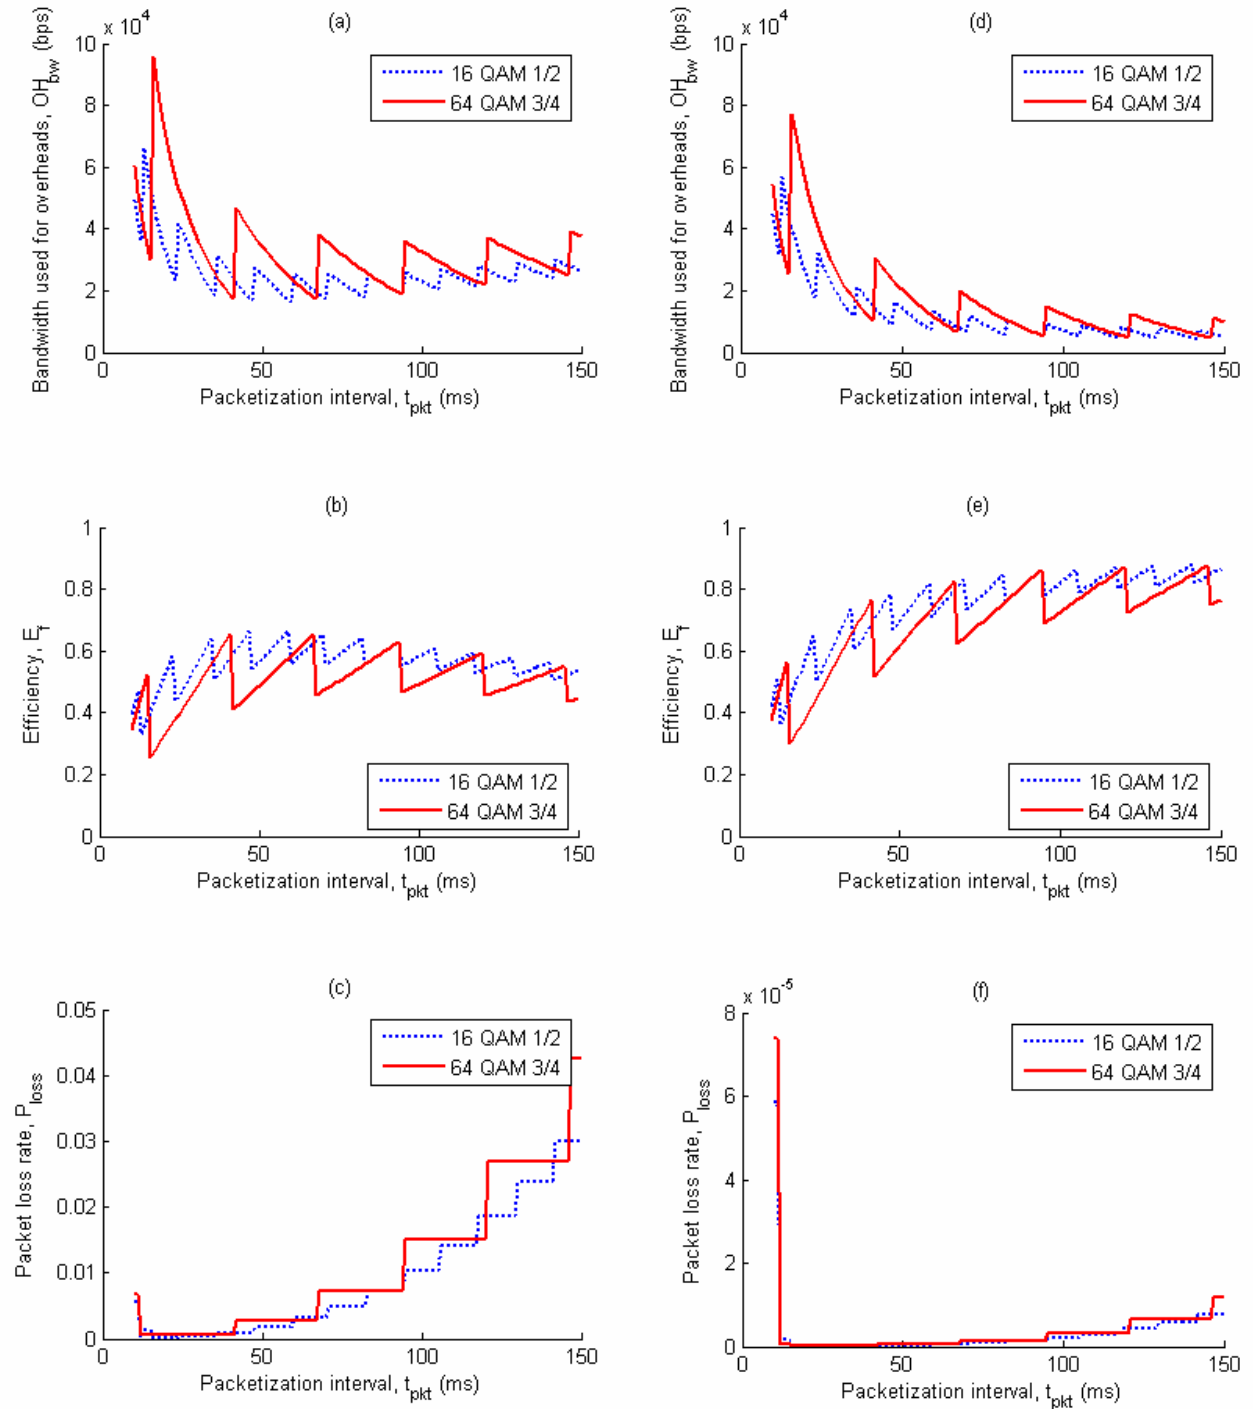 (a)
x 10^4
Bandwidth used for overheads, OH_bw (bps)
10
8
6
4
2
0
16 QAM 1/2
64 QAM 3/4
0 50 100 150
Packetization interval, t_pkt (ms)
(d)
x 10^4
Bandwidth used for overheads, OH_bw (bps)
10
8
6
4
2
0
16 QAM 1/2
64 QAM 3/4
0 50 100 150
Packetization interval, t_pkt (ms)
(b)
Efficiency, E_f
1
0.8
0.6
0.4
0.2
0
16 QAM 1/2
64 QAM 3/4
0 50 100 150
Packetization interval, t_pkt (ms)
(e)
Efficiency, E_f
1
0.8
0.6
0.4
0.2
0
16 QAM 1/2
64 QAM 3/4
0 50 100 150
Packetization interval, t_pkt (ms)
(c)
Packet loss rate, P_loss
0.05
0.04
0.03
0.02
0.01
0
16 QAM 1/2
64 QAM 3/4
0 50 100 150
Packetization interval, t_pkt (ms)
(f)
x 10^-5
Packet loss rate, P_loss
8
6
4
2
0
16 QAM 1/2
64 QAM 3/4
0 50 100 150
Packetization interval, t_pkt (ms)